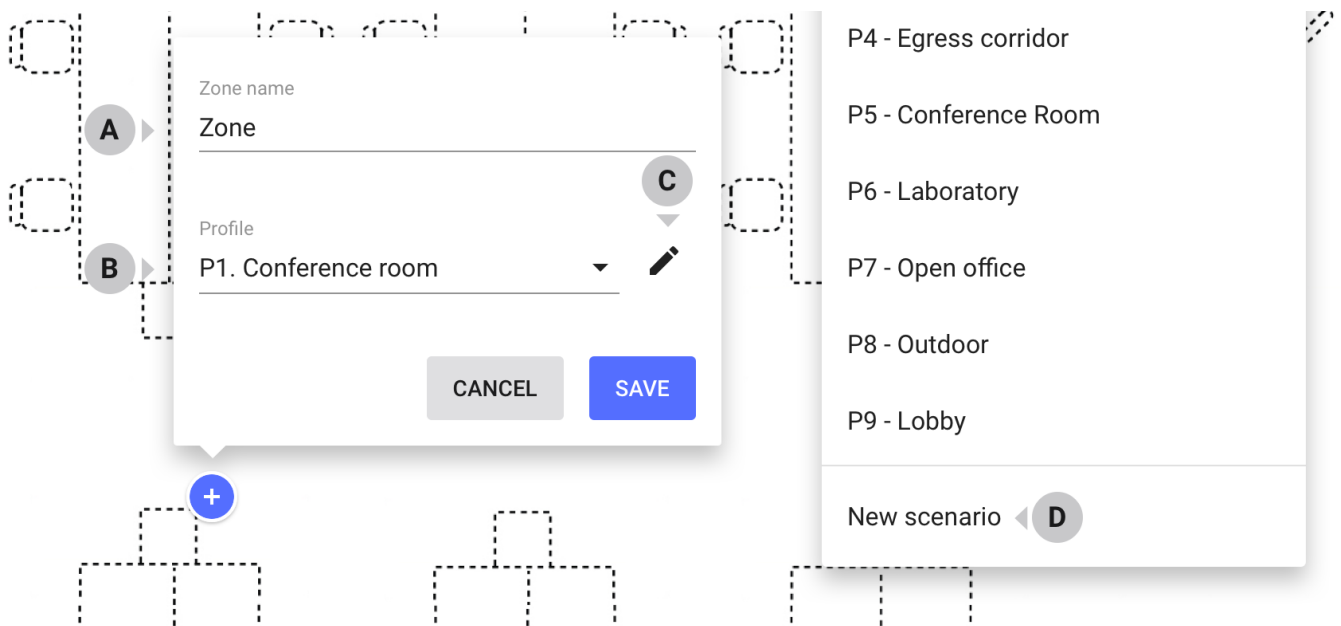 Zone name
A
Zone
C
Profile
B
P1. Conference room
CANCEL
SAVE
+
P4 - Egress corridor
P5 - Conference Room
P6 - Laboratory
P7 - Open office
P8 - Outdoor
P9 - Lobby
New scenario
D